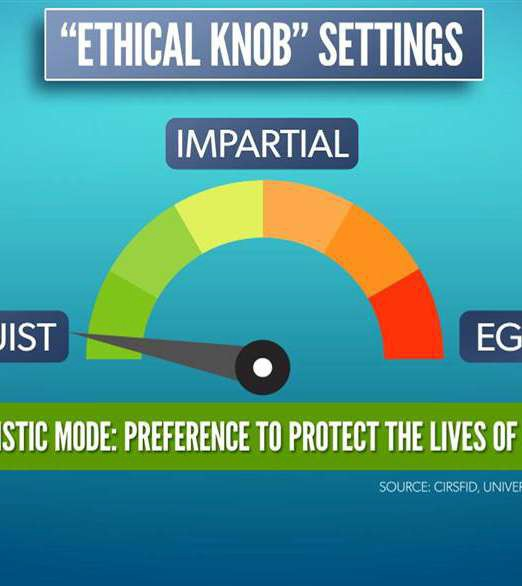 “ETHICAL KNOB” SETTINGS
IMPARTIAL
UIST
EG
ISTIC MODE: PREFERENCE TO PROTECT THE LIVES OF
SOURCE: CIRSFID, UNIVER